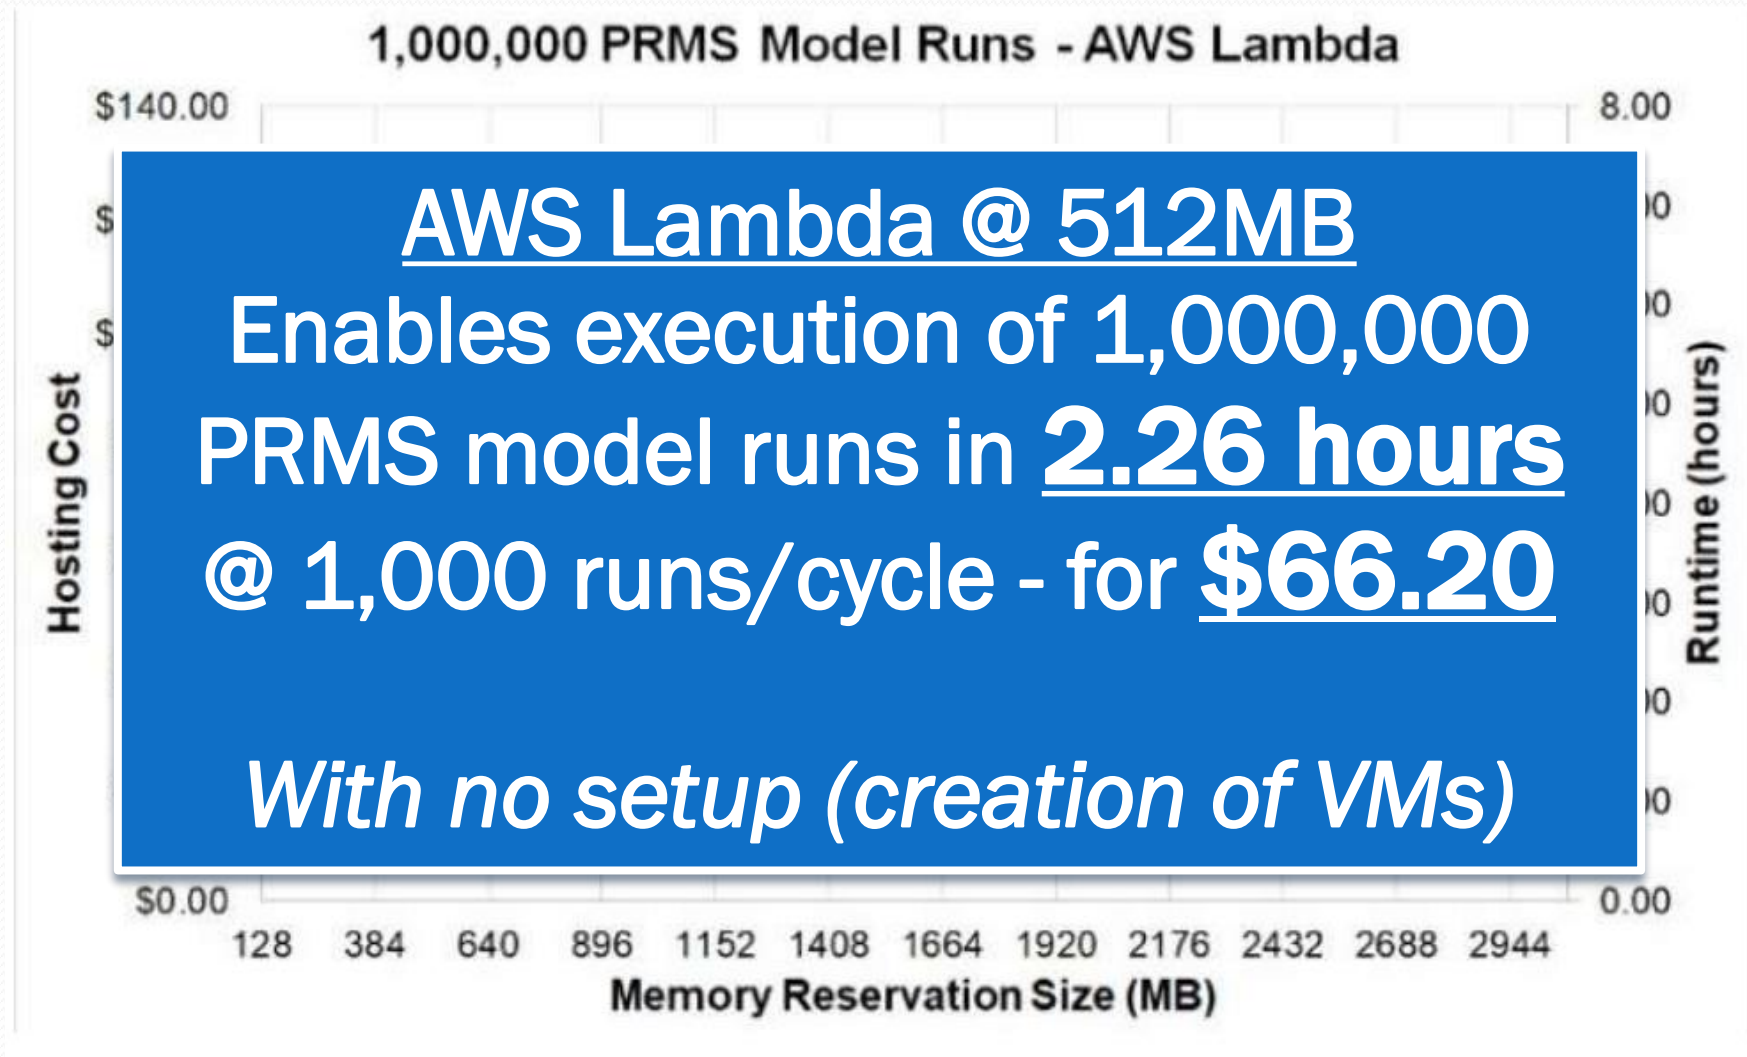 1,000,000 PRMS Model Runs - AWS Lambda
$140.00
8.00
AWS Lambda @ 512MB
Enables execution of 1,000,000
PRMS model runs in 2.26 hours
@ 1,000 runs/cycle - for $66.20
With no setup (creation of VMs)
Hosting Cost
Runtime (hours)
$0.00
0.00
128 384 640 896 1152 1408 1664 1920 2176 2432 2688 2944
Memory Reservation Size (MB)